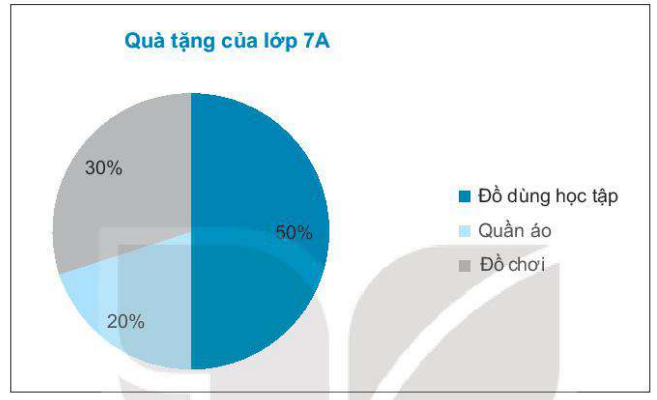 Quà tặng của lớp 7A
30%
50%
20%
Đồ dùng học tập
Quần áo
Đồ chơi